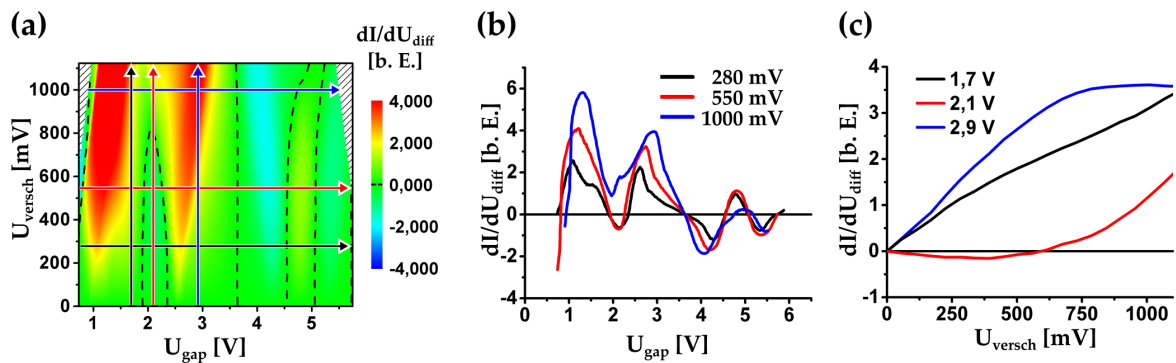 (a)
dI/dU_diff
[b. E.]
U_versch [mV]
1000
800
600
400
200
0
1 2 3 4 5
U_gap [V]
4,000
2,000
0,000
-2,000
-4,000
(b)
dI/dU_diff [b. E.]
6
4
2
0
-2
-4
280 mV
550 mV
1000 mV
0 1 2 3 4 5 6
U_gap [V]
(c)
dI/dU_diff [b. E.]
4
3
2
1
0
-1
1,7 V
2,1 V
2,9 V
0 250 500 750 1000
U_versch [mV]